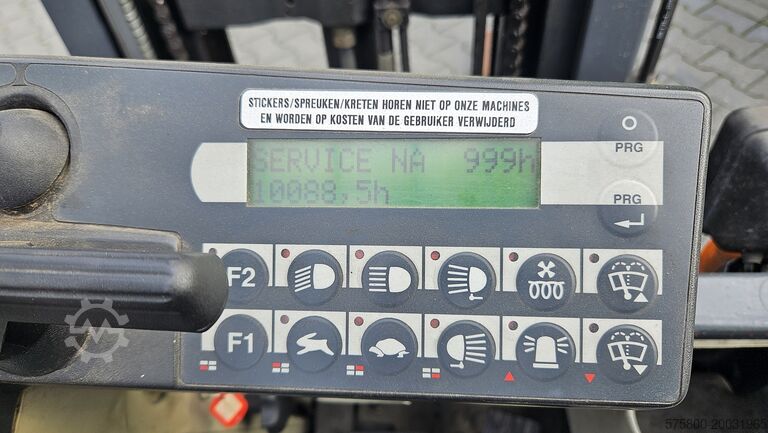 STICKERS/SPREUKEN/KRETEN HOREN NIET OP ONZE MACHINES
EN WORDEN OP KOSTEN VAN DE GEBRUIKER VERWIJDERD
SERVICE NA 999h
10088,5h
PRG
PRG
F2
F1
575800-20031965